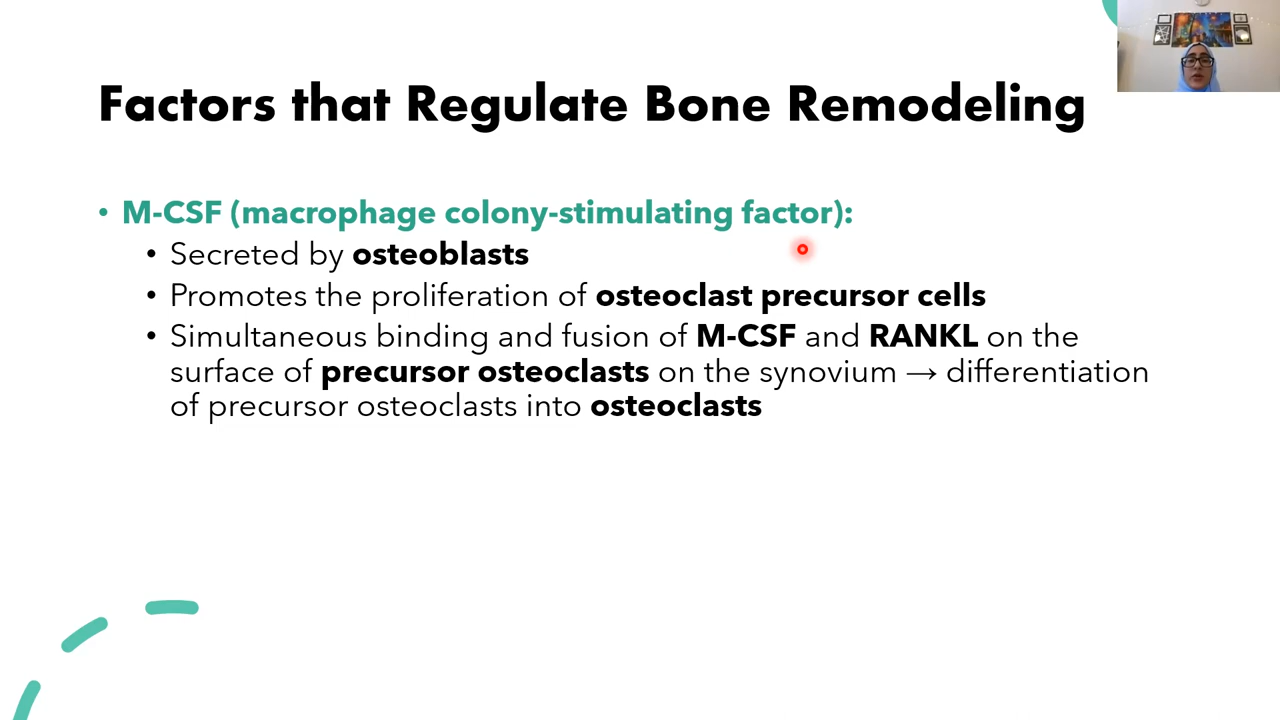 Factors that Regulate Bone Remodeling
• M-CSF (macrophage colony-stimulating factor):
• Secreted by osteoblasts
• Promotes the proliferation of osteoclast precursor cells
• Simultaneous binding and fusion of M-CSF and RANKL on the
surface of precursor osteoclasts on the synovium → differentiation
of precursor osteoclasts into osteoclasts